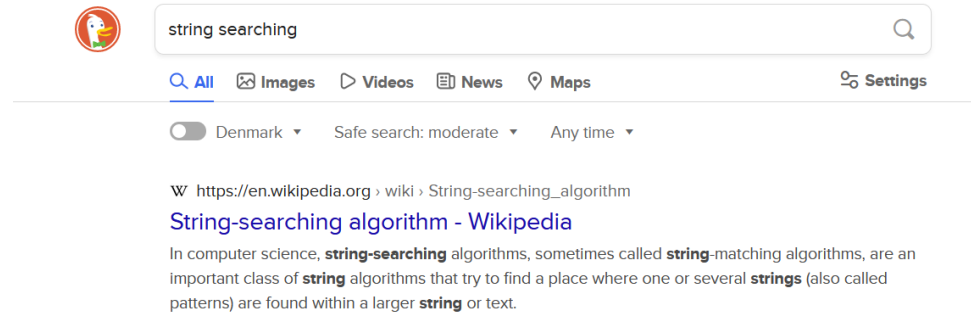 string searching
All Images Videos News Maps Settings
Denmark Safe search: moderate Any time
W https://en.wikipedia.org › wiki › String-searching_algorithm
String-searching algorithm - Wikipedia
In computer science, string-searching algorithms, sometimes called string-matching algorithms, are an
important class of string algorithms that try to find a place where one or several strings (also called
patterns) are found within a larger string or text.